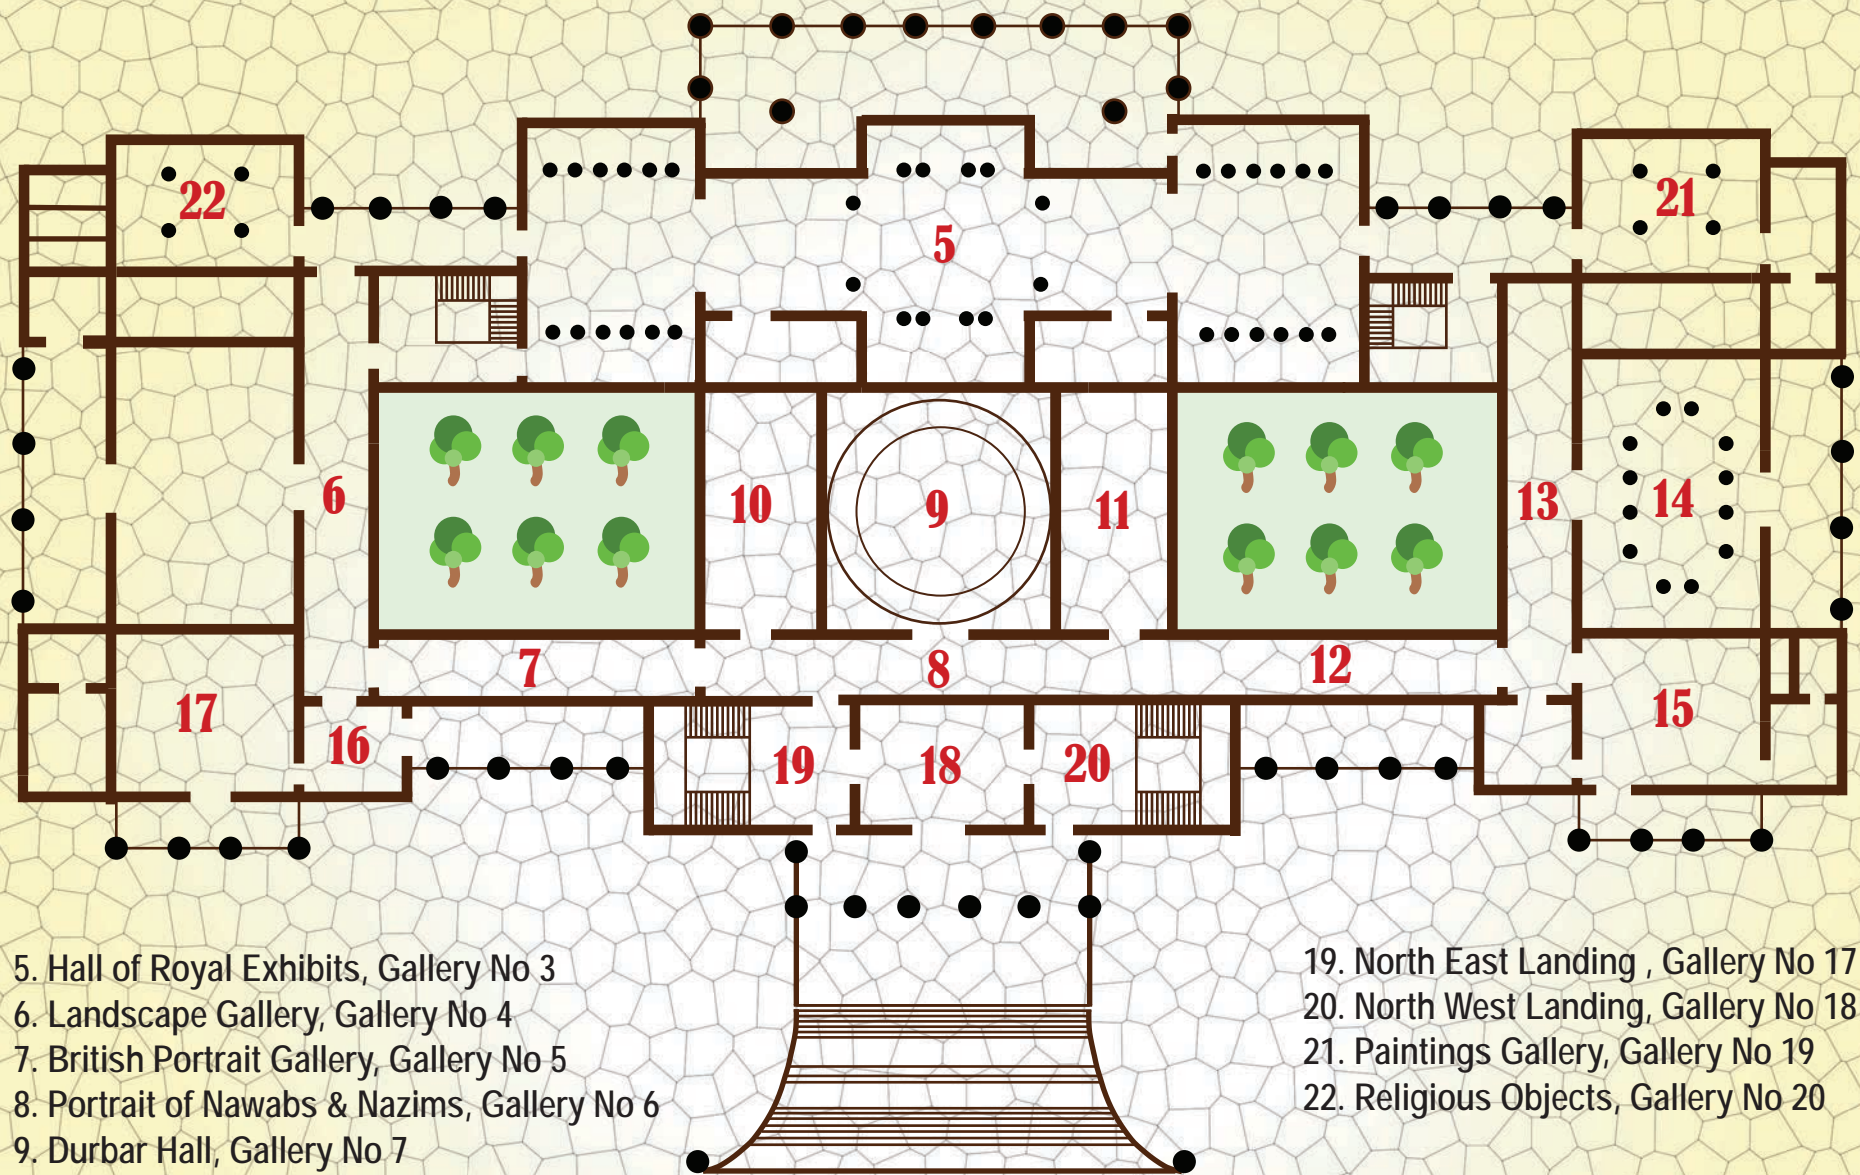 22
21
5
6
10
9
11
13
14
7
8
12
17
16
19
18
20
15
5. Hall of Royal Exhibits, Gallery No 3
6. Landscape Gallery, Gallery No 4
7. British Portrait Gallery, Gallery No 5
8. Portrait of Nawabs & Nazims, Gallery No 6
9. Durbar Hall, Gallery No 7
19. North East Landing , Gallery No 17
20. North West Landing, Gallery No 18
21. Paintings Gallery, Gallery No 19
22. Religious Objects, Gallery No 20